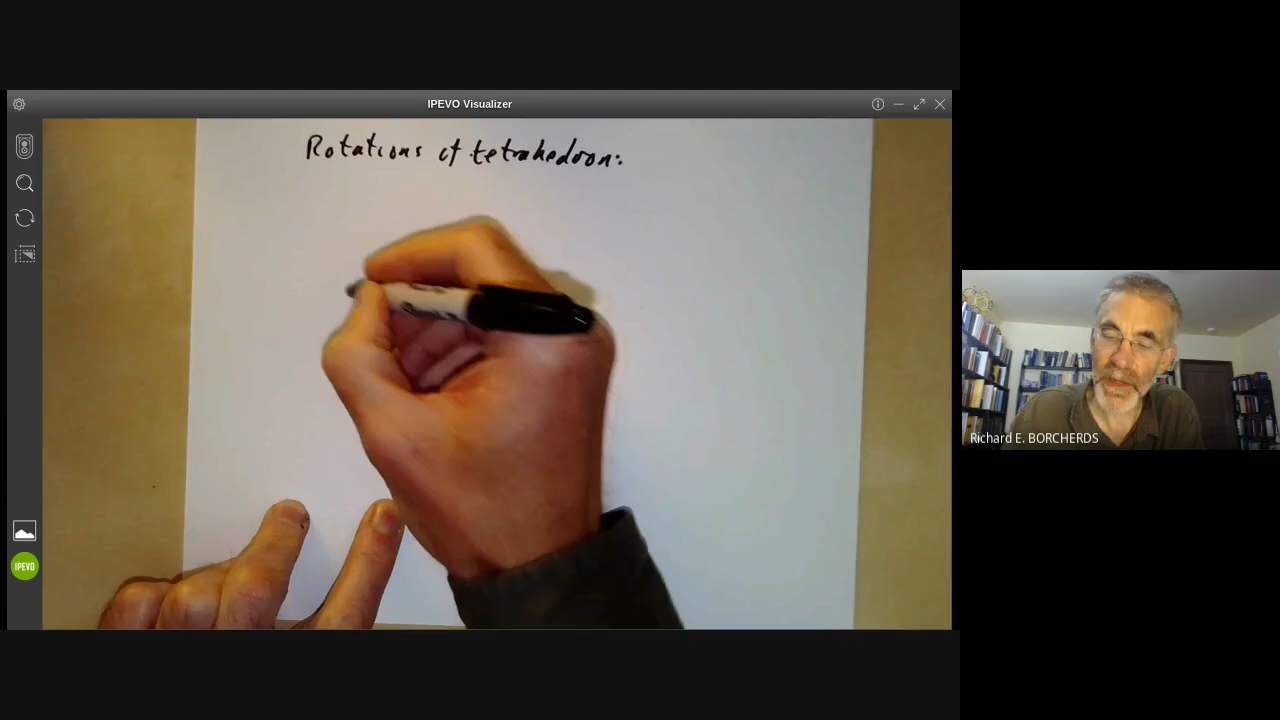 IPEVO Visualizer
Rotations of tetrahedron:
Richard E. BORCHERDS
IPEVO